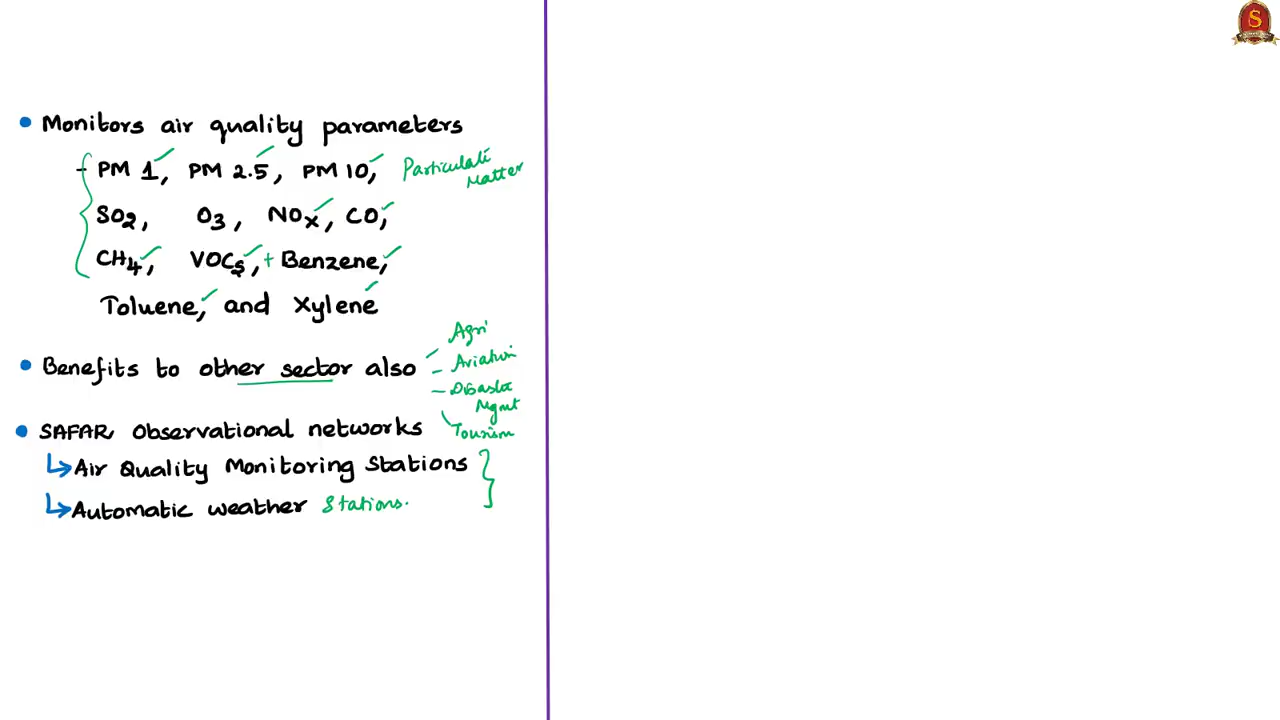 • Monitors air quality parameters
- PM 1, PM 2.5, PM 10, Particulate Matter
SO2, O3, NOx, CO,
CH4, VOCs, + Benzene,
Toluene, and Xylene
• Benefits to other sector also
Agri
- Aviation
- Disaster Mgmt
Tourism
• SAFAR Observational networks
↳ Air Quality Monitoring Stations
↳ Automatic weather Stations.
S